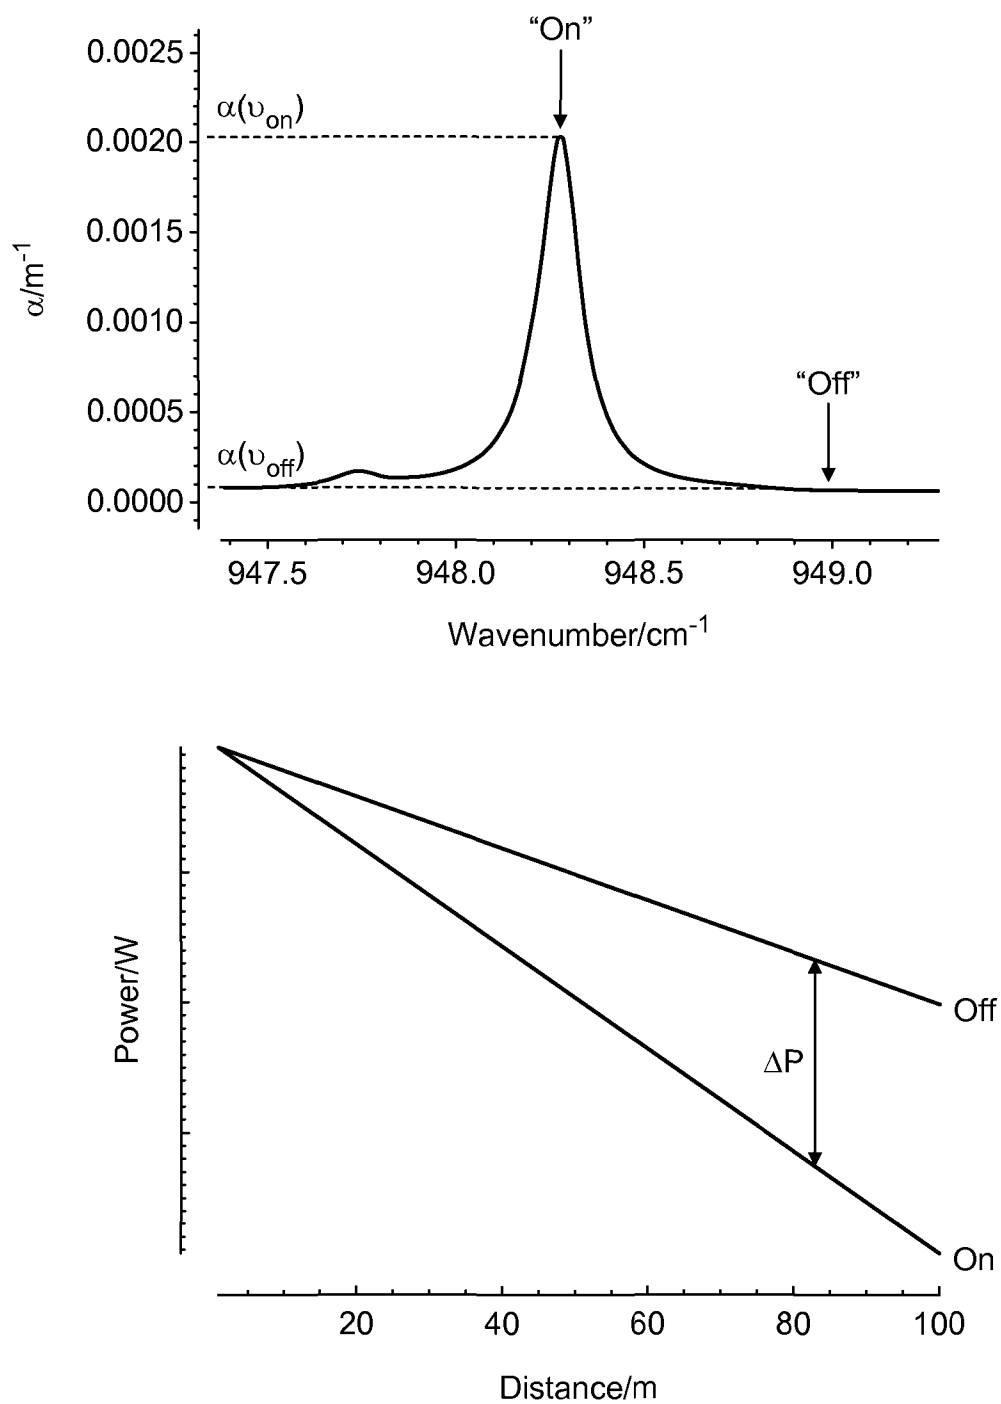 “On”
0.0025
α(υon)
0.0020
0.0015
α/m-1
0.0010
“Off”
0.0005
α(υoff)
0.0000
947.5 948.0 948.5 949.0
Wavenumber/cm-1
Power/W
Off
ΔP
On
20 40 60 80 100
Distance/m